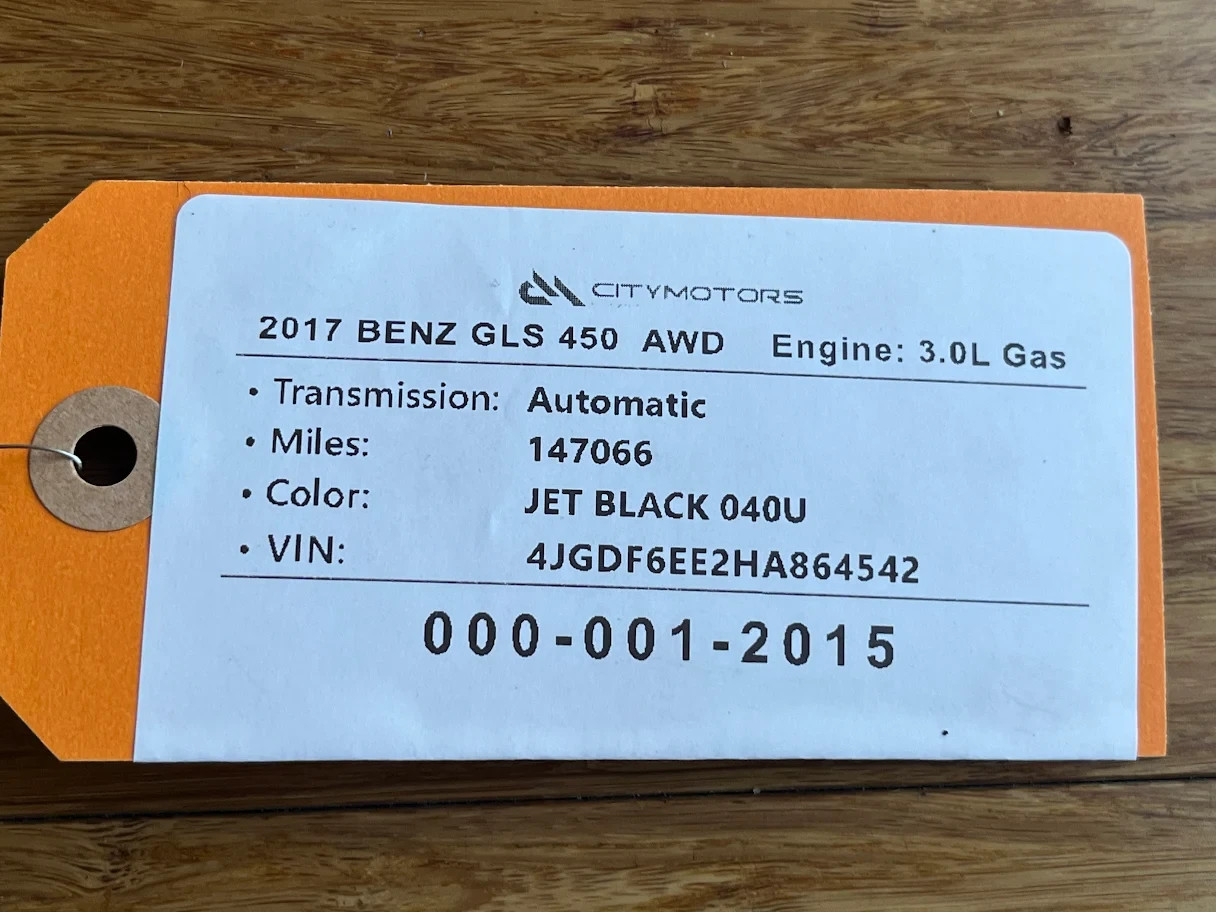 CITYMOTORS
2017 BENZ GLS 450 AWD Engine: 3.0L Gas
• Transmission: Automatic
• Miles: 147066
• Color: JET BLACK 040U
• VIN: 4JGDF6EE2HA864542
000-001-2015